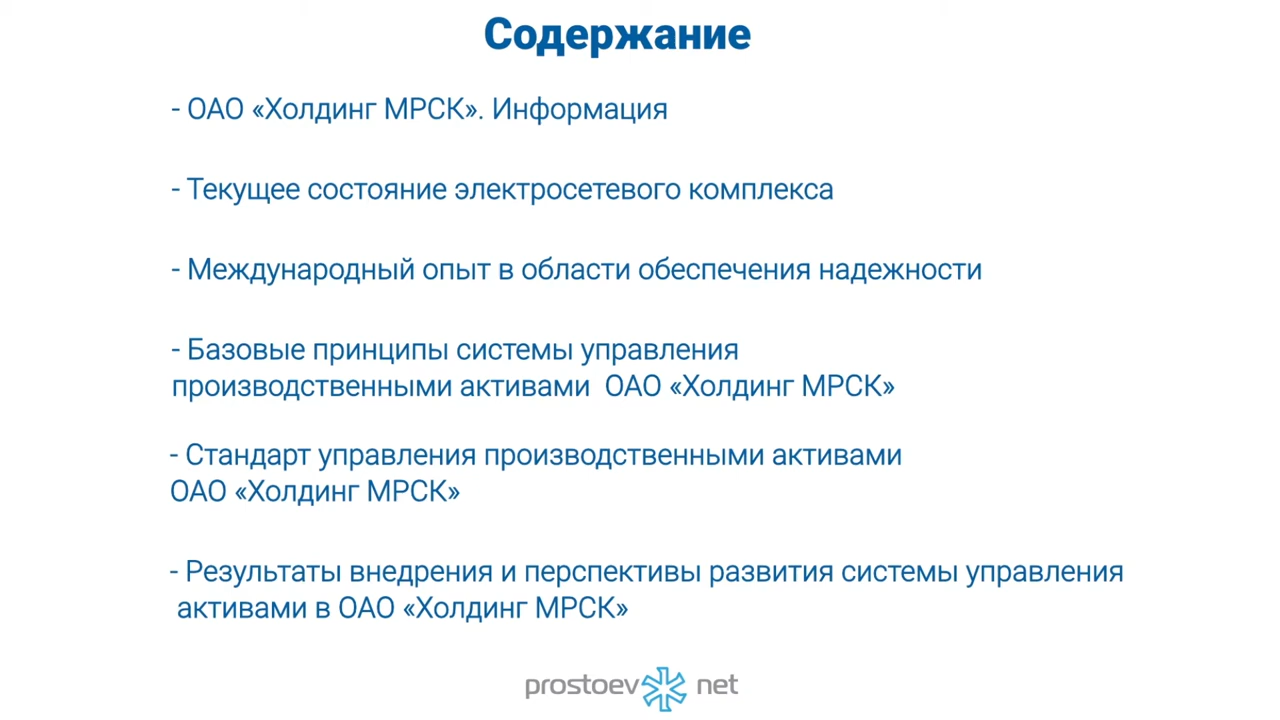 Содержание
- ОАО «Холдинг МРСК». Информация
- Текущее состояние электросетевого комплекса
- Международный опыт в области обеспечения надежности
- Базовые принципы системы управления
производственными активами ОАО «Холдинг МРСК»
- Стандарт управления производственными активами
ОАО «Холдинг МРСК»
- Результаты внедрения и перспективы развития системы управления
активами в ОАО «Холдинг МРСК»
prostoev net